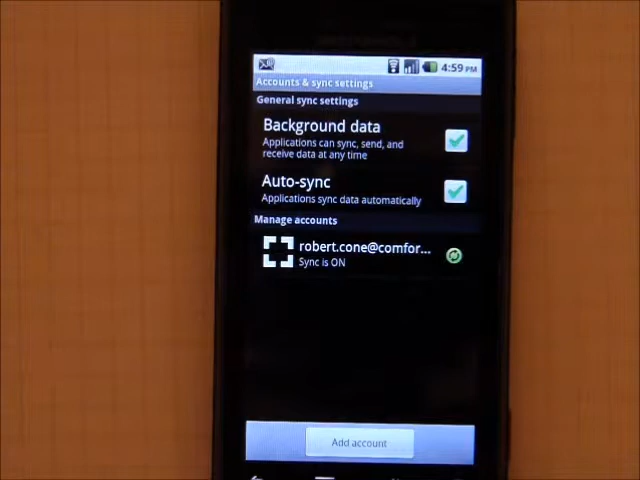 4:59 PM
Accounts & sync settings
General sync settings
Background data
Applications can sync, send, and
receive data at any time
Auto-sync
Applications sync data automatically
Manage accounts
robert.cone@comfor...
Sync is ON
Add account